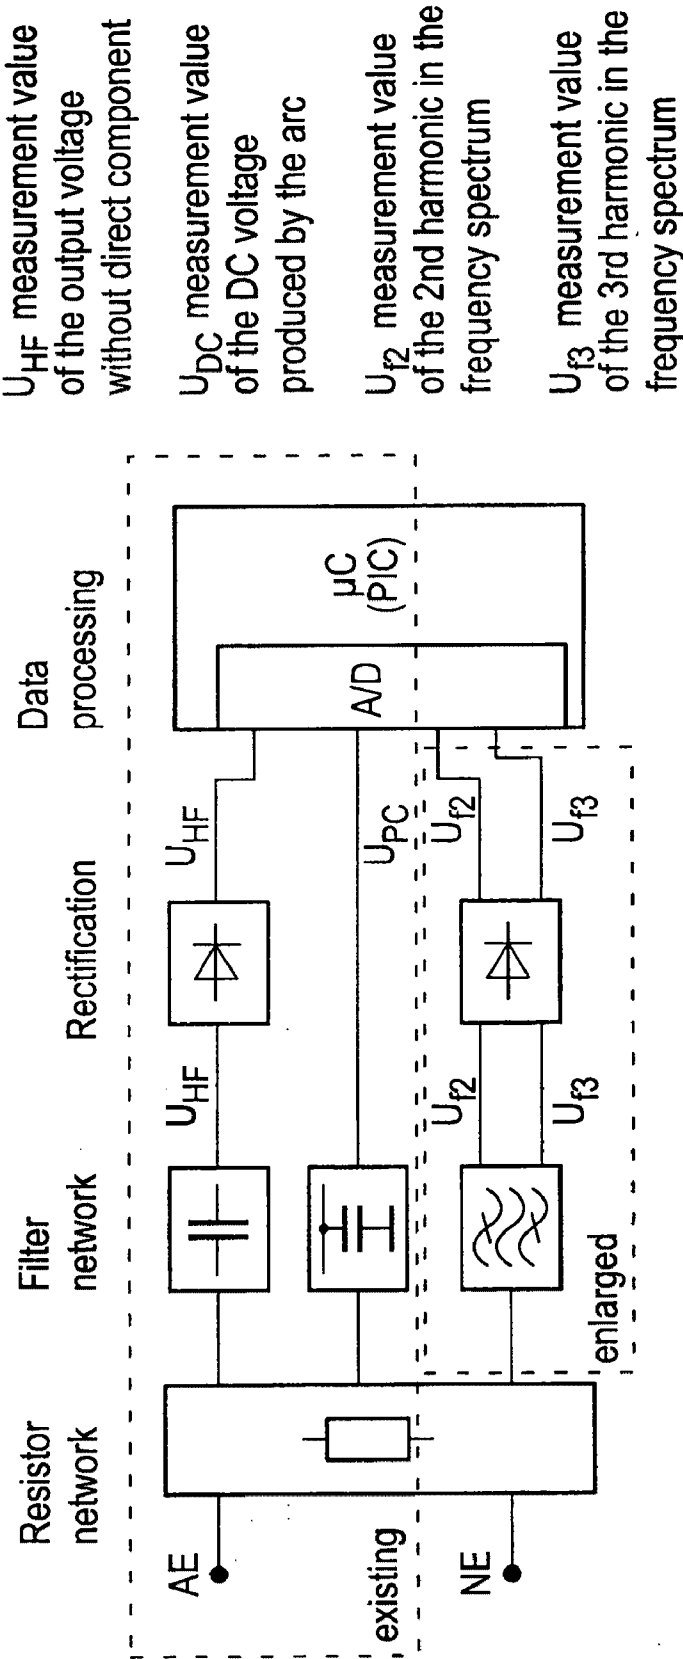 Resistor
network
Filter
network
Rectification
Data
processing
AE
NE
existing
enlarged
U_HF
U_HF
U_PC
U_f2
U_f3
U_f2
U_f3
A/D
µC
(PIC)
U_HF measurement value
of the output voltage
without direct component
U_DC measurement value
of the DC voltage
produced by the arc
U_f2 measurement value
of the 2nd harmonic in the
frequency spectrum
U_f3 measurement value
of the 3rd harmonic in the
frequency spectrum